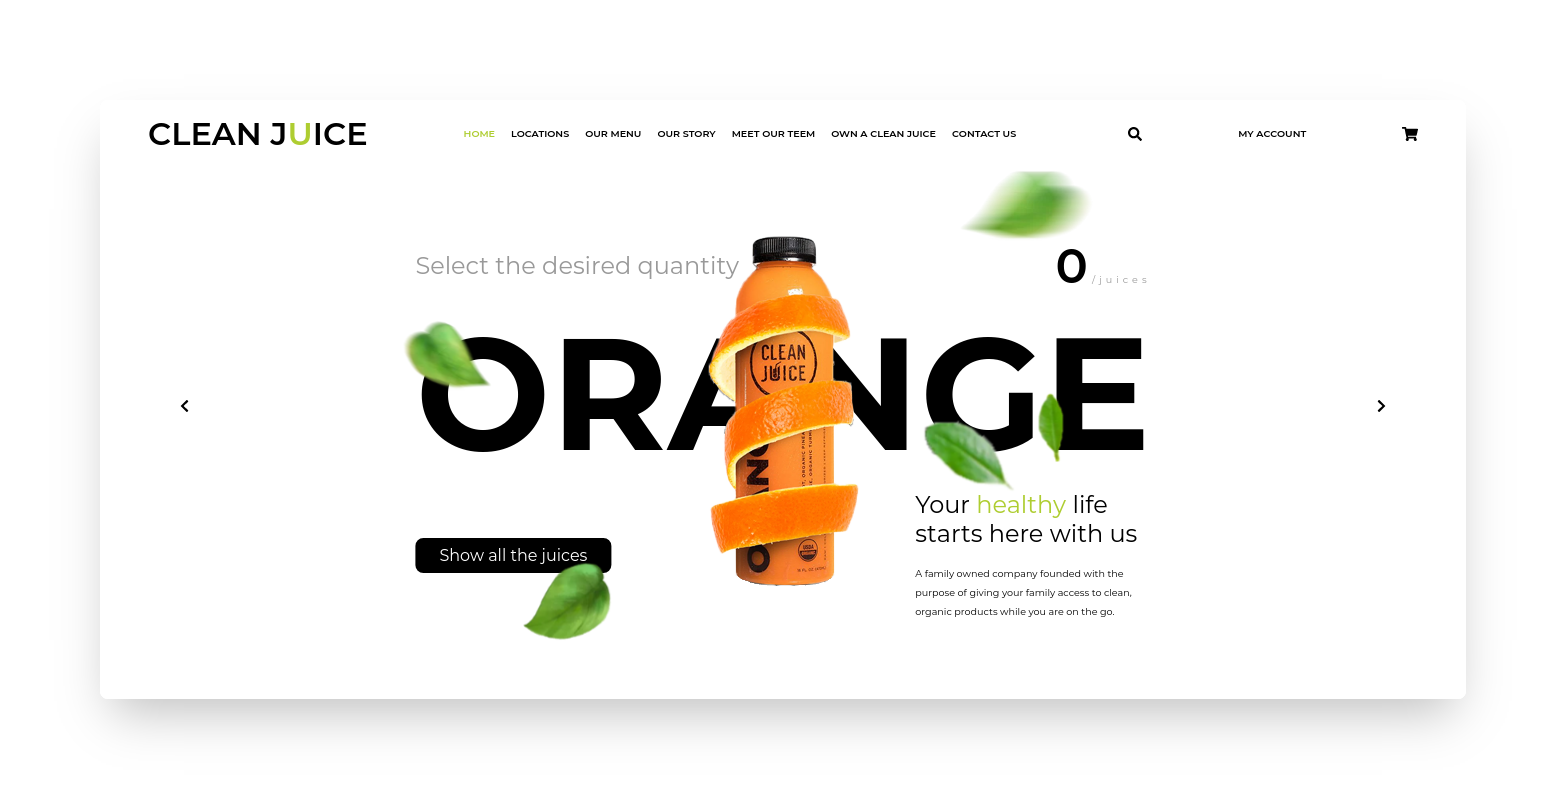 CLEAN JUICE
HOME LOCATIONS OUR MENU OUR STORY MEET OUR TEEM OWN A CLEAN JUICE CONTACT US MY ACCOUNT
Select the desired quantity
0 /juices
ORANGE
CLEAN
JUICE
Your healthy life
starts here with us
Show all the juices
A family owned company founded with the
purpose of giving your family access to clean,
organic products while you are on the go.